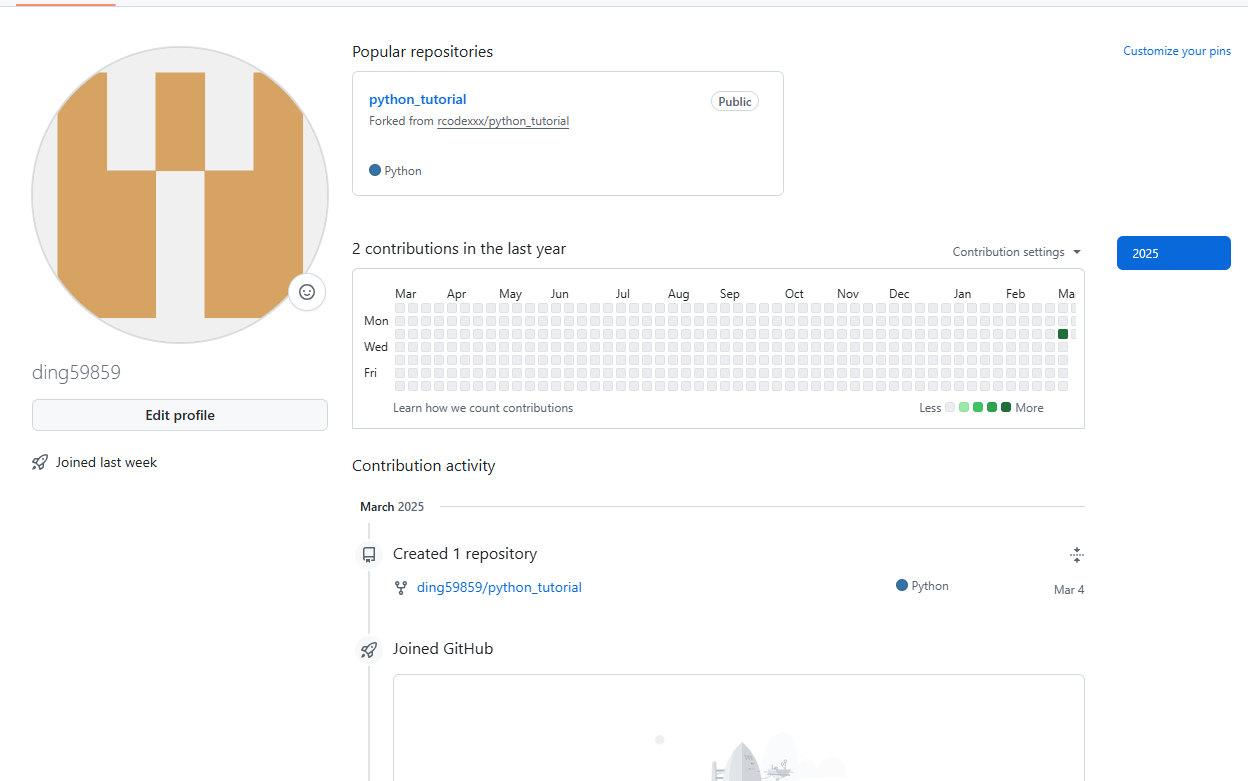 Popular repositories
Customize your pins
python_tutorial
Public
Forked from rcodexxx/python_tutorial
Python
2 contributions in the last year
Contribution settings
2025
Mar Apr May Jun Jul Aug Sep Oct Nov Dec Jan Feb Ma
Mon
Wed
Fri
Learn how we count contributions
Less More
ding59859
Edit profile
Joined last week
Contribution activity
March 2025
Created 1 repository
ding59859/python_tutorial
Python
Mar 4
Joined GitHub